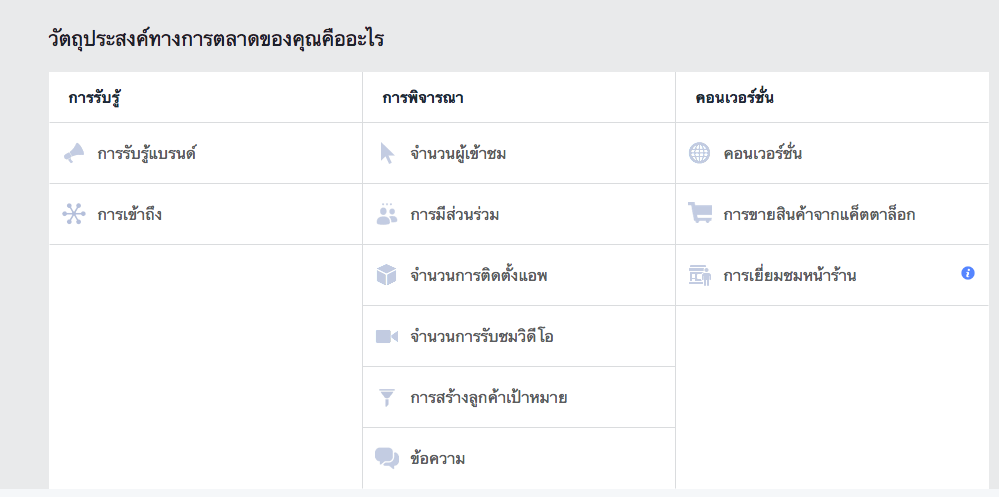 วัตถุประสงค์ทางการตลาดของคุณคืออะไร
การรับรู้
การพิจารณา
คอนเวอร์ชั่น
การรับรู้แบรนด์
จำนวนผู้เข้าชม
คอนเวอร์ชั่น
การเข้าถึง
การมีส่วนร่วม
การขายสินค้าจากแค็ตตาล็อก
จำนวนการติดตั้งแอพ
การเยี่ยมชมหน้าร้าน
จำนวนการรับชมวิดีโอ
การสร้างลูกค้าเป้าหมาย
ข้อความ